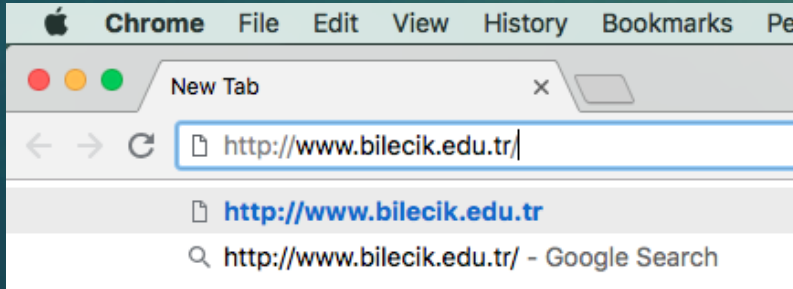 Chrome File Edit View History Bookmarks
New Tab
http://www.bilecik.edu.tr/
http://www.bilecik.edu.tr
http://www.bilecik.edu.tr/ - Google Search